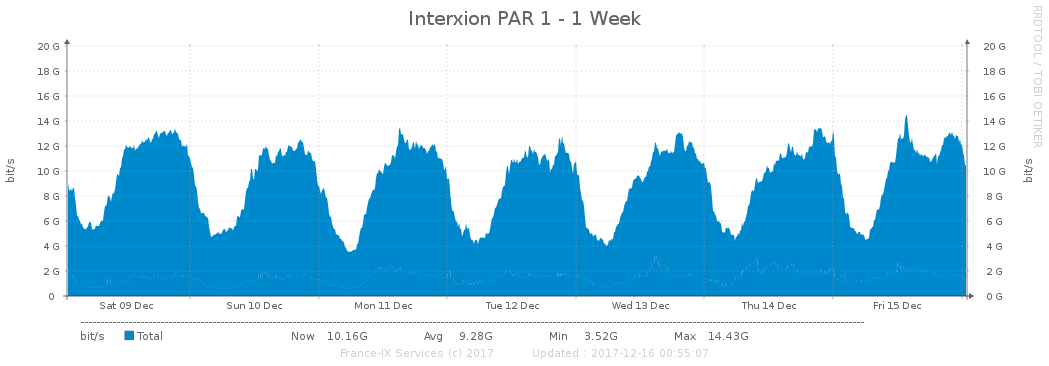 Interxion PAR 1 - 1 Week
RRDTOOL / TOBI OETIKER
bit/s
20 G 20 G
18 G 18 G
16 G 16 G
14 G 14 G
12 G 12 G
10 G 10 G
8 G 8 G
6 G 6 G
4 G 4 G
2 G 2 G
0 0 G
bit/s
Sat 09 Dec Sun 10 Dec Mon 11 Dec Tue 12 Dec Wed 13 Dec Thu 14 Dec Fri 15 Dec
bit/s Total Now 10.16G Avg 9.28G Min 3.52G Max 14.43G
France-IX Services (c) 2017 Updated : 2017-12-16 00:55:07